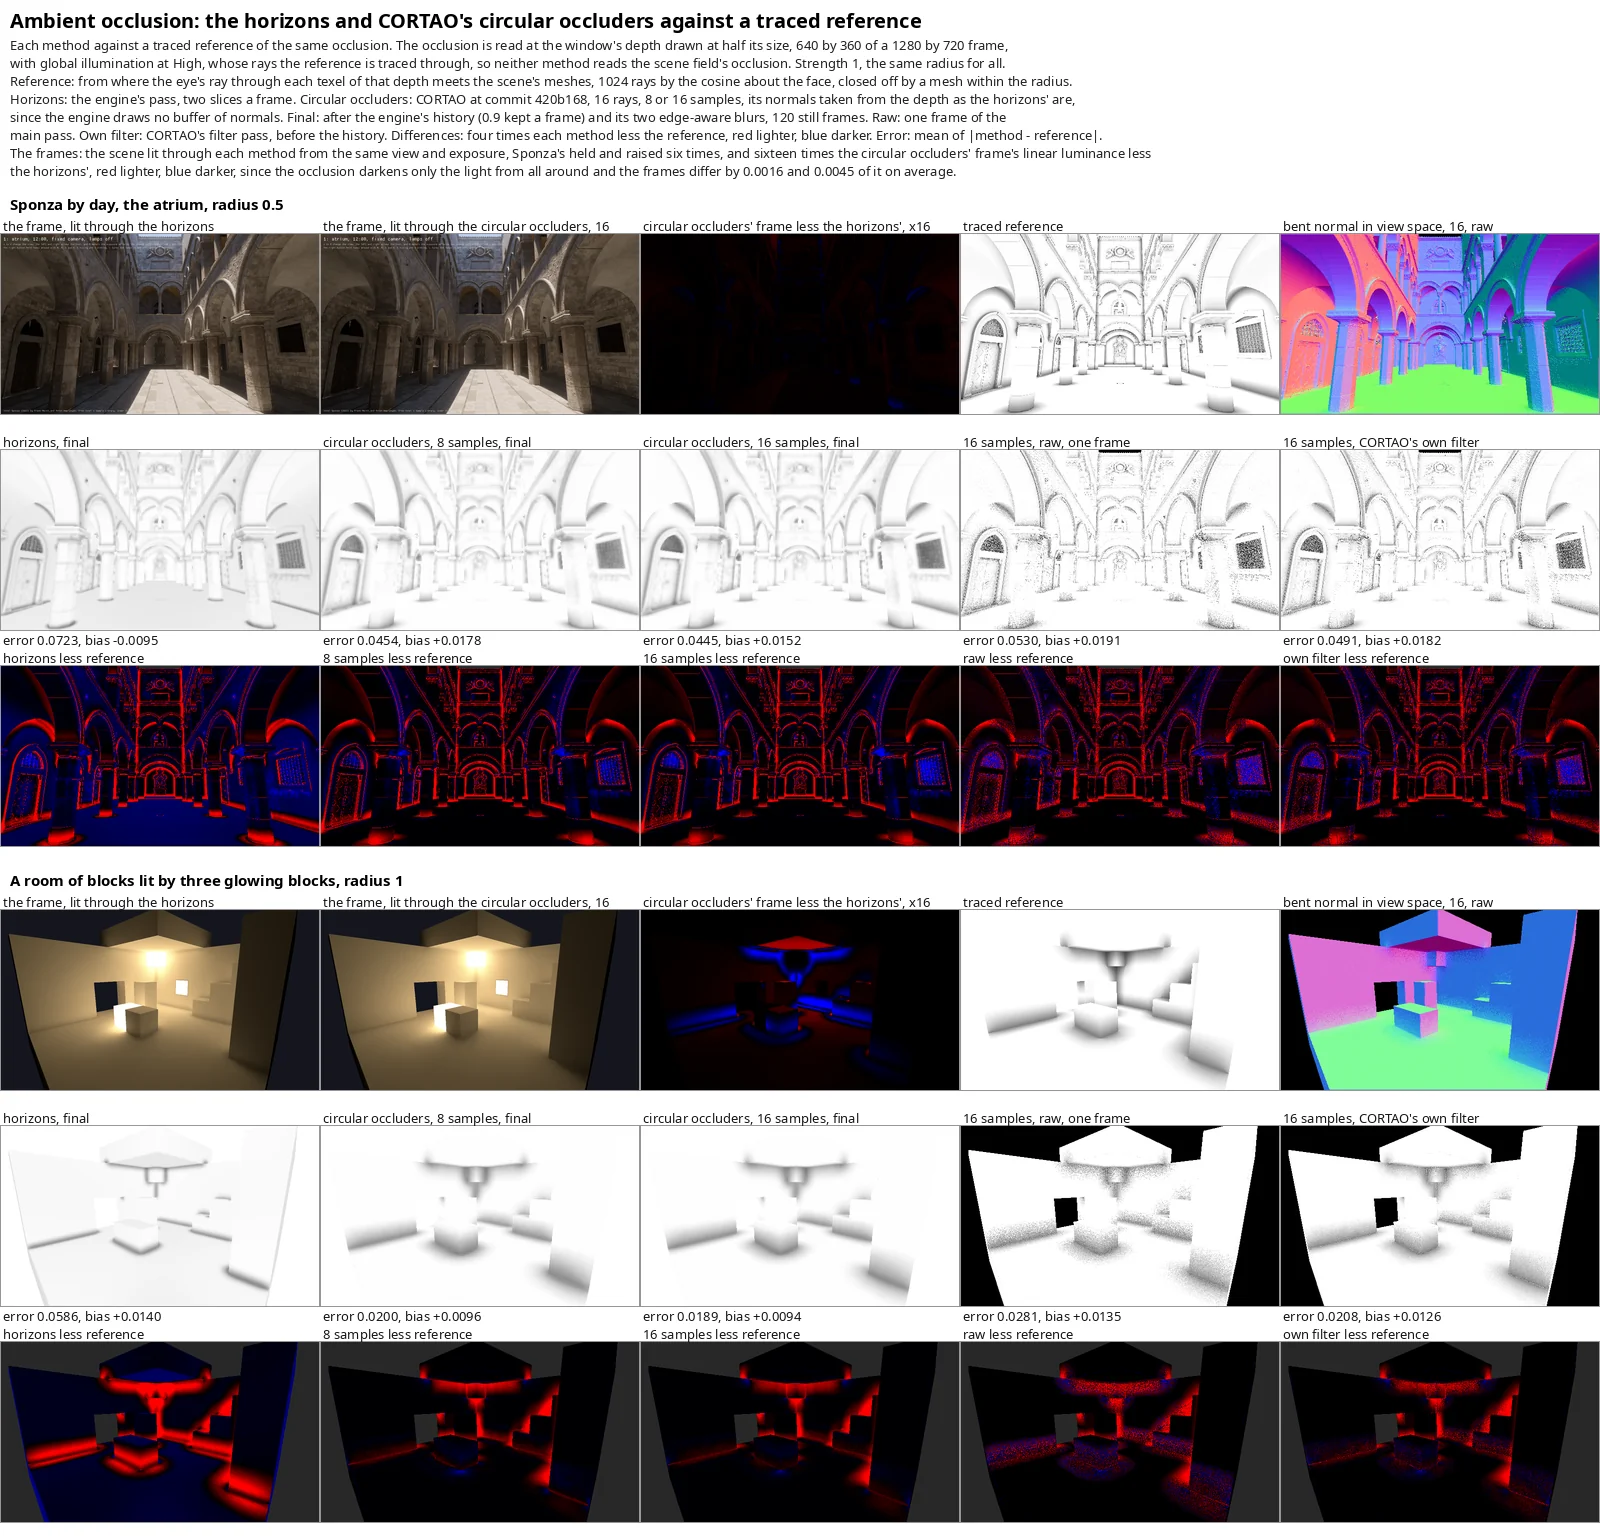 Ambient occlusion: the horizons and CORTAO's circular occluders against a traced reference
Each method against a traced reference of the same occlusion. The occlusion is read at the window's depth drawn at half its size, 640 by 360 of a 1280 by 720 frame,
with global illumination at High, whose rays the reference is traced through, so neither method reads the scene field's occlusion. Strength 1, the same radius for all.
Reference: from where the eye's ray through each texel of that depth meets the scene's meshes, 1024 rays by the cosine about the face, closed off by a mesh within the radius.
Horizons: the engine's pass, two slices a frame. Circular occluders: CORTAO at commit 420b168, 16 rays, 8 or 16 samples, its normals taken from the depth as the horizons' are,
since the engine draws no buffer of normals. Final: after the engine's history (0.9 kept a frame) and its two edge-aware blurs, 120 still frames. Raw: one frame of the
main pass. Own filter: CORTAO's filter pass, before the history. Differences: four times each method less the reference, red lighter, blue darker. Error: mean of |method - reference|.
The frames: the scene lit through each method from the same view and exposure, Sponza's held and raised six times, and sixteen times the circular occluders' frame's linear luminance less
the horizons', red lighter, blue darker, since the occlusion darkens only the light from all around and the frames differ by 0.0016 and 0.0045 of it on average.
Sponza by day, the atrium, radius 0.5
the frame, lit through the horizons
the frame, lit through the circular occluders, 16
circular occluders' frame less the horizons', x16
traced reference
bent normal in view space, 16, raw
1: atrium, 12:00, fixed camera, lamps off
1: atrium, 12:00, fixed camera, lamps off
horizons, final
circular occluders, 8 samples, final
circular occluders, 16 samples, final
16 samples, raw, one frame
16 samples, CORTAO's own filter
error 0.0723, bias -0.0095
error 0.0454, bias +0.0178
error 0.0445, bias +0.0152
error 0.0530, bias +0.0191
error 0.0491, bias +0.0182
horizons less reference
8 samples less reference
16 samples less reference
raw less reference
own filter less reference
A room of blocks lit by three glowing blocks, radius 1
the frame, lit through the horizons
the frame, lit through the circular occluders, 16
circular occluders' frame less the horizons', x16
traced reference
bent normal in view space, 16, raw
horizons, final
circular occluders, 8 samples, final
circular occluders, 16 samples, final
16 samples, raw, one frame
16 samples, CORTAO's own filter
error 0.0586, bias +0.0140
error 0.0200, bias +0.0096
error 0.0189, bias +0.0094
error 0.0281, bias +0.0135
error 0.0208, bias +0.0126
horizons less reference
8 samples less reference
16 samples less reference
raw less reference
own filter less reference